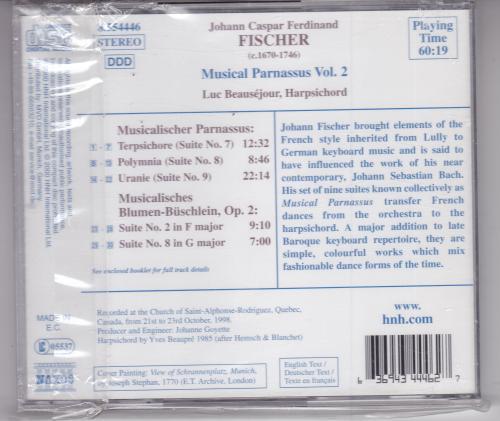 8.554446
STEREO
DDD
Johann Caspar Ferdinand
FISCHER
(c.1670-1746)
Musical Parnassus Vol. 2
Luc Beauséjour, Harpsichord
Playing
Time
60:19
Musicalischer Parnassus:
1 - 7 Terpsichore (Suite No. 7) 12:32
Polymnia (Suite No. 8) 8:46
Uranie (Suite No. 9) 22:14
Musicalisches
Blumen-Büschlein, Op. 2:
Suite No. 2 in F major 9:10
Suite No. 8 in G major 7:00
See enclosed booklet for full track details
Johann Fischer brought elements of the
French style inherited from Lully to
German keyboard music and is said to
have influenced the work of his near
contemporary, Johann Sebastian Bach.
His set of nine suites known collectively as
Musical Parnassus transfer French
dances from the orchestra to the
harpsichord. A major addition to late
Baroque keyboard repertoire, they are
simple, colourful works which mix
fashionable dance forms of the time.
MADE IN
E.C.
05537
NAXOS
Recorded at the Church of Saint-Alphonse-Rodriguez, Quebec,
Canada, from 21st to 23rd October, 1998.
Producer and Engineer: Johanne Goyette
Harpsichord by Yves Beaupré 1985 (after Hemsch & Blanchet)
Cover Painting: View of Schrannenplatz, Munich,
by Joseph Stephan, 1770 (E.T. Archive, London)
English Text /
Deutscher Text /
Texte en français
www.
hnh.com
6 36943 44462 7